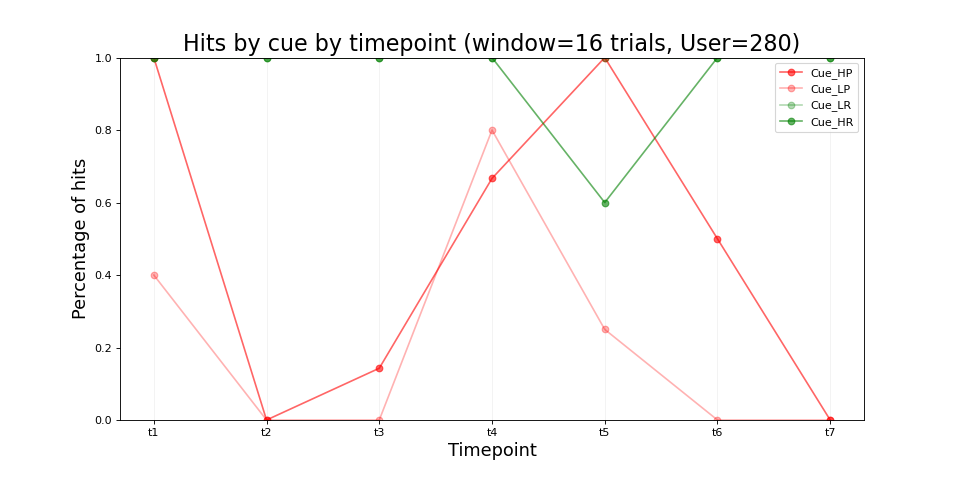 Hits by cue by timepoint (window=16 trials, User=280)
Percentage of hits
1.0
0.8
0.6
0.4
0.2
0.0
Cue_HP
Cue_LP
Cue_LR
Cue_HR
t1 t2 t3 t4 t5 t6 t7
Timepoint